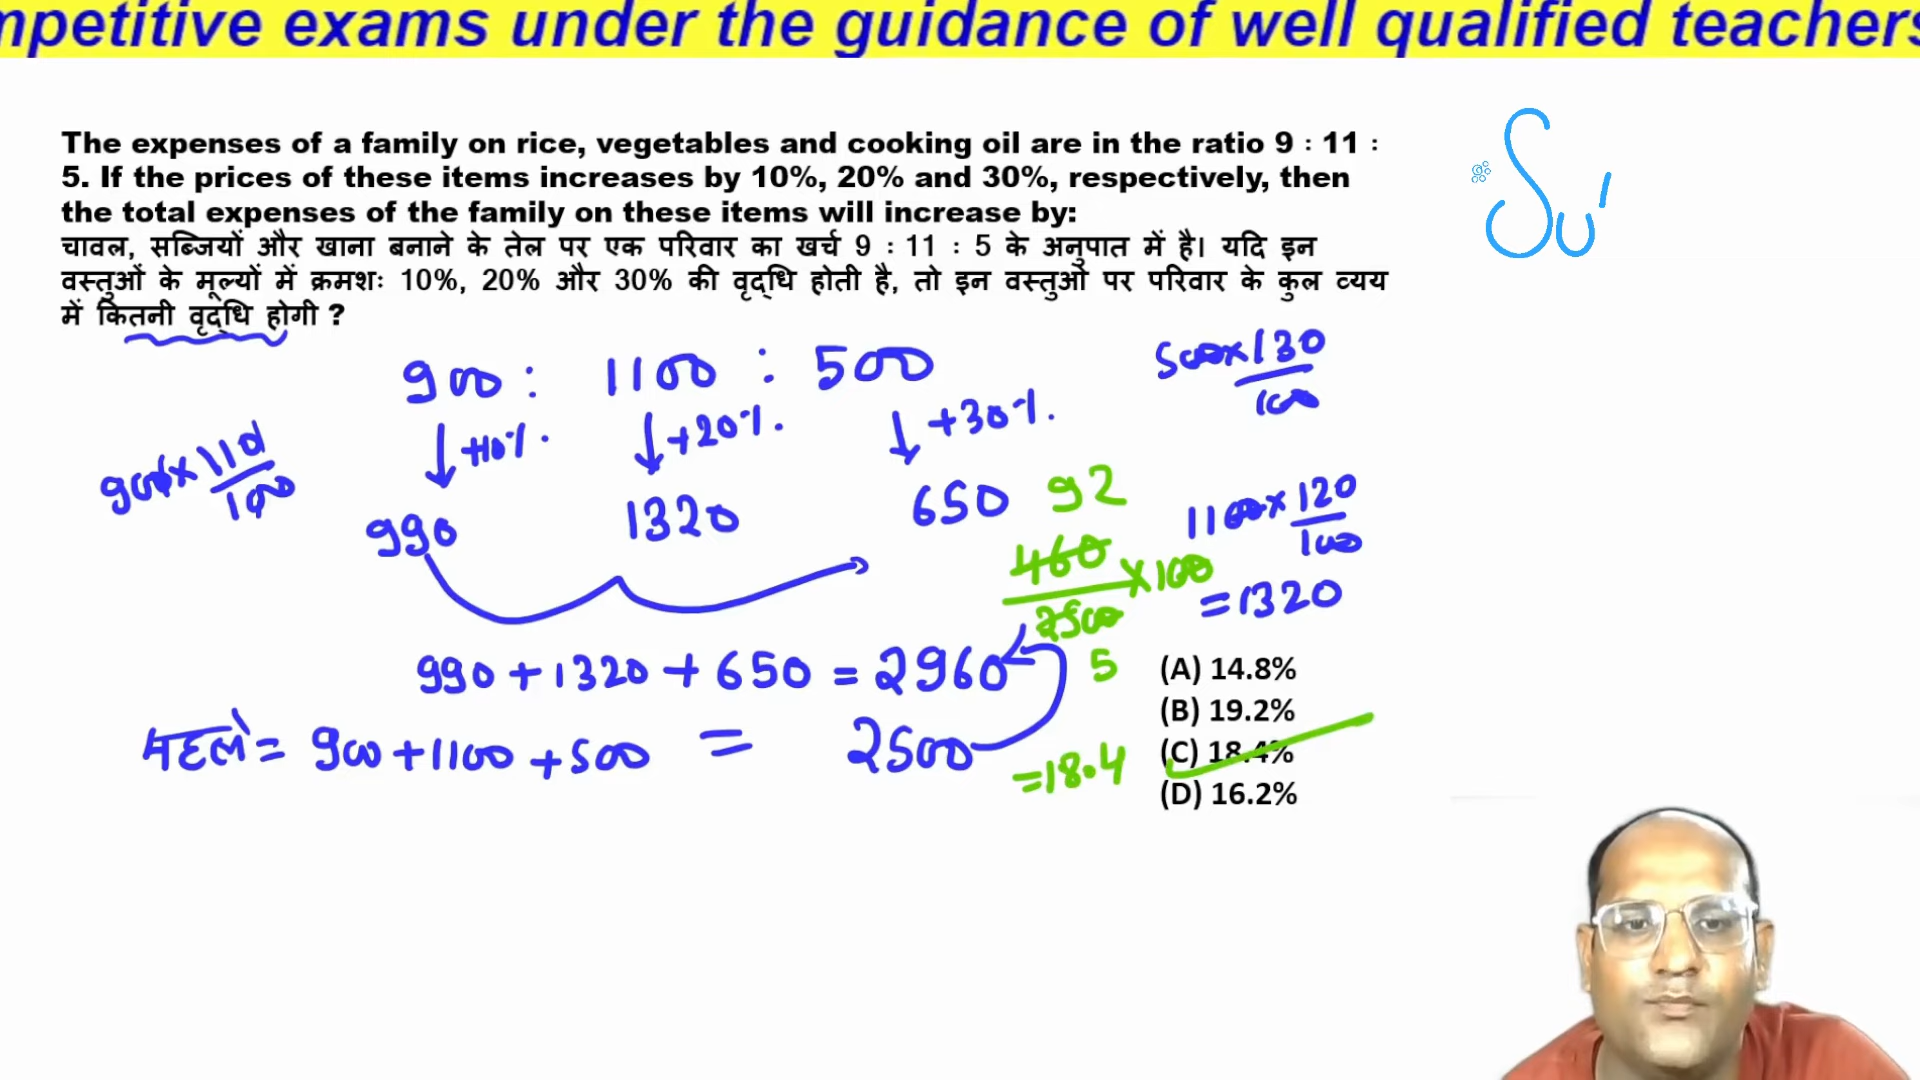 mpetitive exams under the guidance of well qualified teachers
The expenses of a family on rice, vegetables and cooking oil are in the ratio 9 : 11 :
5. If the prices of these items increases by 10%, 20% and 30%, respectively, then
the total expenses of the family on these items will increase by:
चावल, सब्जियों और खाना बनाने के तेल पर एक परिवार का खर्च 9 : 11 : 5 के अनुपात में है। यदि इन
वस्तुओं के मूल्यों में क्रमशः 10%, 20% और 30% की वृद्धि होती है, तो इन वस्तुओं पर परिवार के कुल व्यय
में कितनी वृद्धि होगी ?
Su'
900 : 1100 : 500
500×130
100
+10% +20% +30%
900×110
100
990 1320 650
92
460 ×100
2500
5
1100×120
100
=1320
990+1320+650 = 2960
पहले = 900+1100+500 = 2500
=18.4
(A) 14.8%
(B) 19.2%
(C) 18.4%
(D) 16.2%